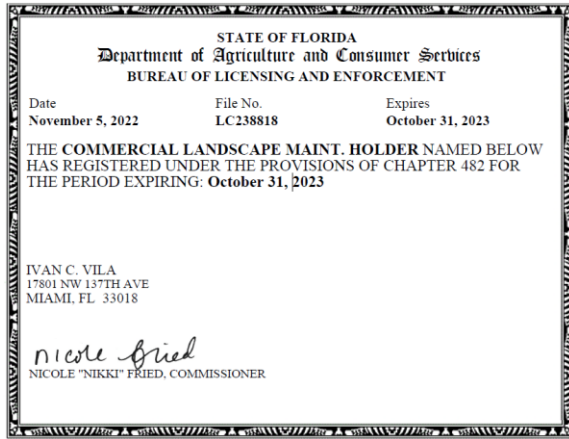 STATE OF FLORIDA
Department of Agriculture and Consumer Services
BUREAU OF LICENSING AND ENFORCEMENT
Date File No. Expires
November 5, 2022 LC238818 October 31, 2023
THE COMMERCIAL LANDSCAPE MAINT. HOLDER NAMED BELOW
HAS REGISTERED UNDER THE PROVISIONS OF CHAPTER 482 FOR
THE PERIOD EXPIRING: October 31, 2023
IVAN C. VILA
17801 NW 137TH AVE
MIAMI, FL 33018
nicole fried
NICOLE "NIKKI" FRIED, COMMISSIONER